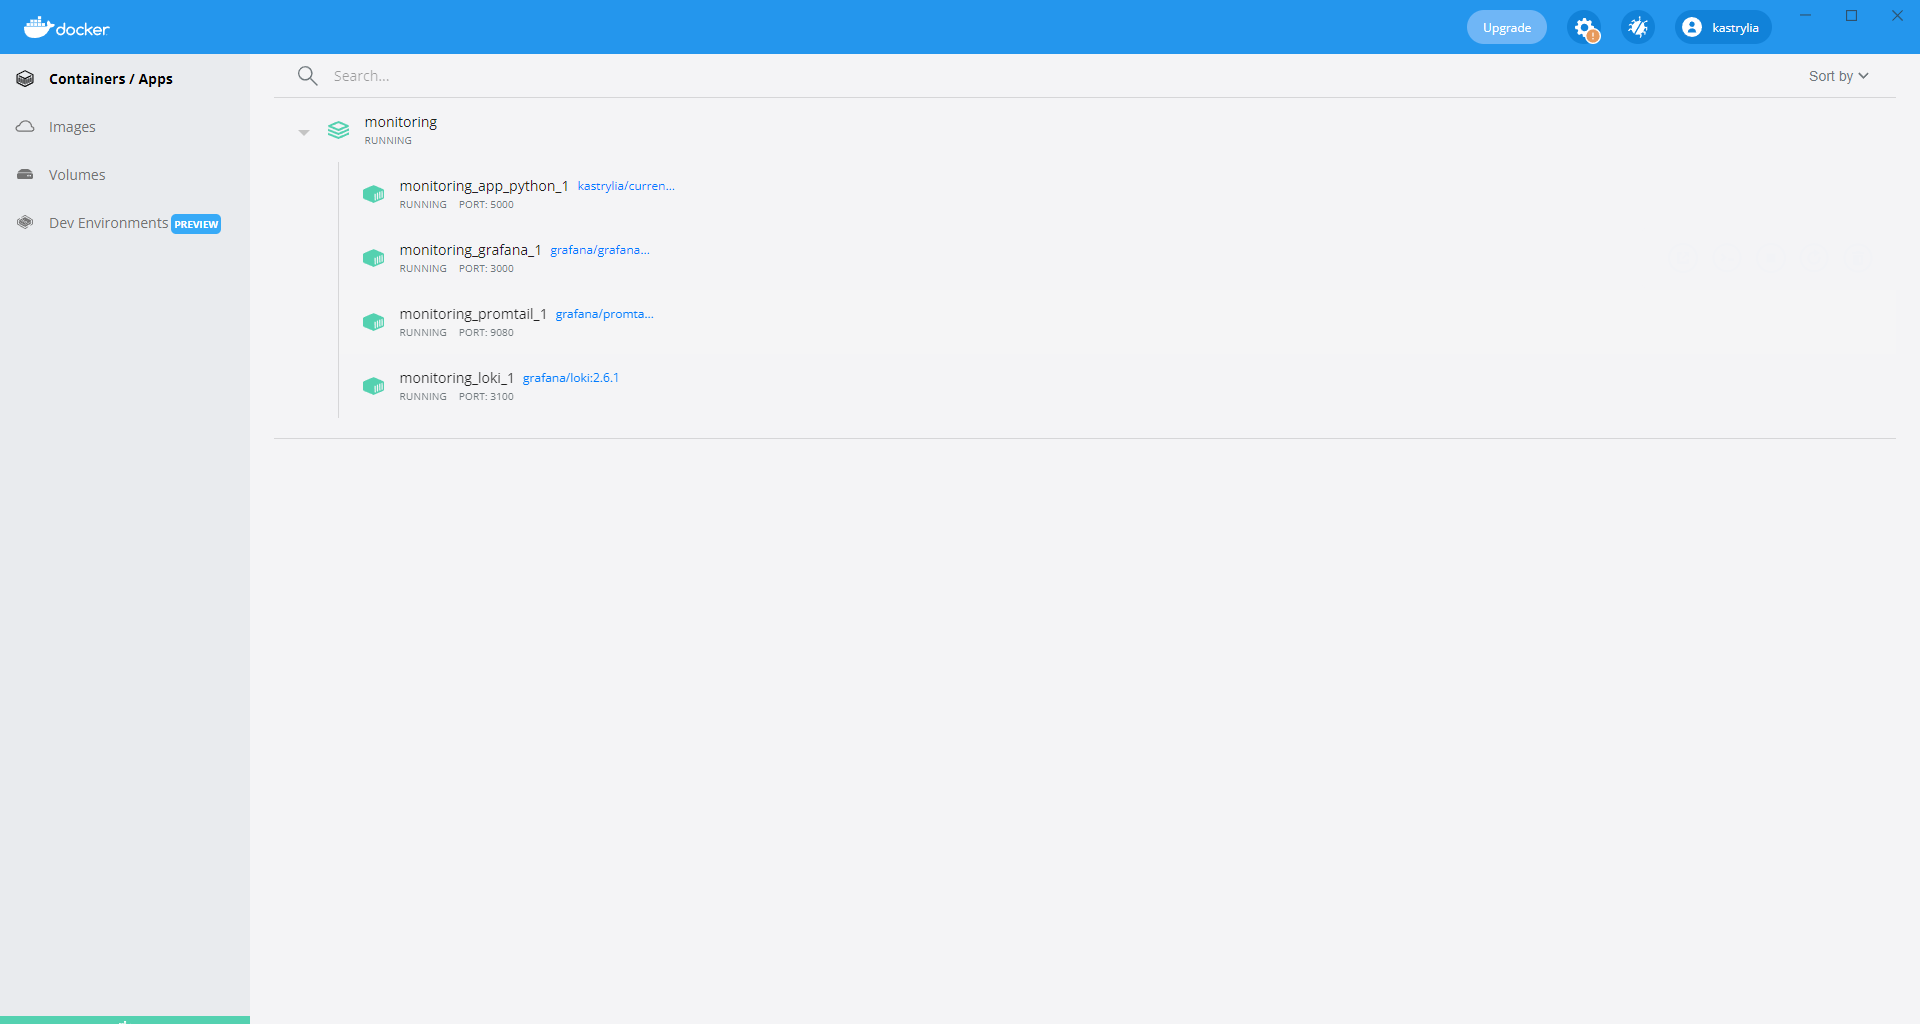 docker
Upgrade
kastrylia
Containers / Apps
Images
Volumes
Dev Environments PREVIEW
Search...
Sort by
monitoring
RUNNING
monitoring_app_python_1 kastrylia/curren...
RUNNING PORT: 5000
monitoring_grafana_1 grafana/grafana...
RUNNING PORT: 3000
monitoring_promtail_1 grafana/promta...
RUNNING PORT: 9080
monitoring_loki_1 grafana/loki:2.6.1
RUNNING PORT: 3100